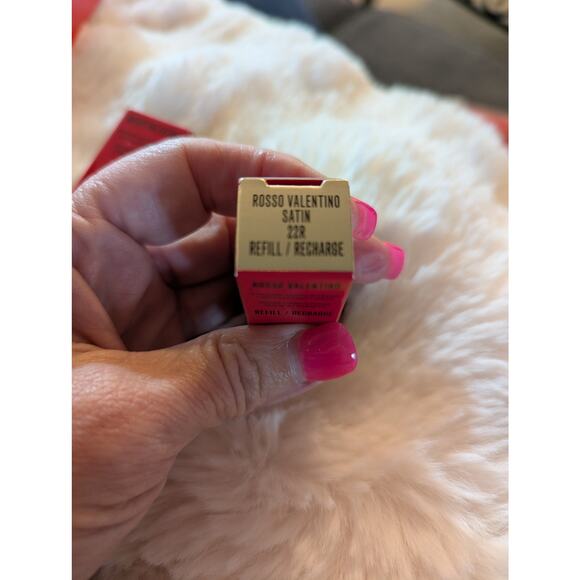 ROSSO VALENTINO
SATIN
22R
REFILL / RECHARGE
ROSSO VALENTINO
REFILL / RECHARGE